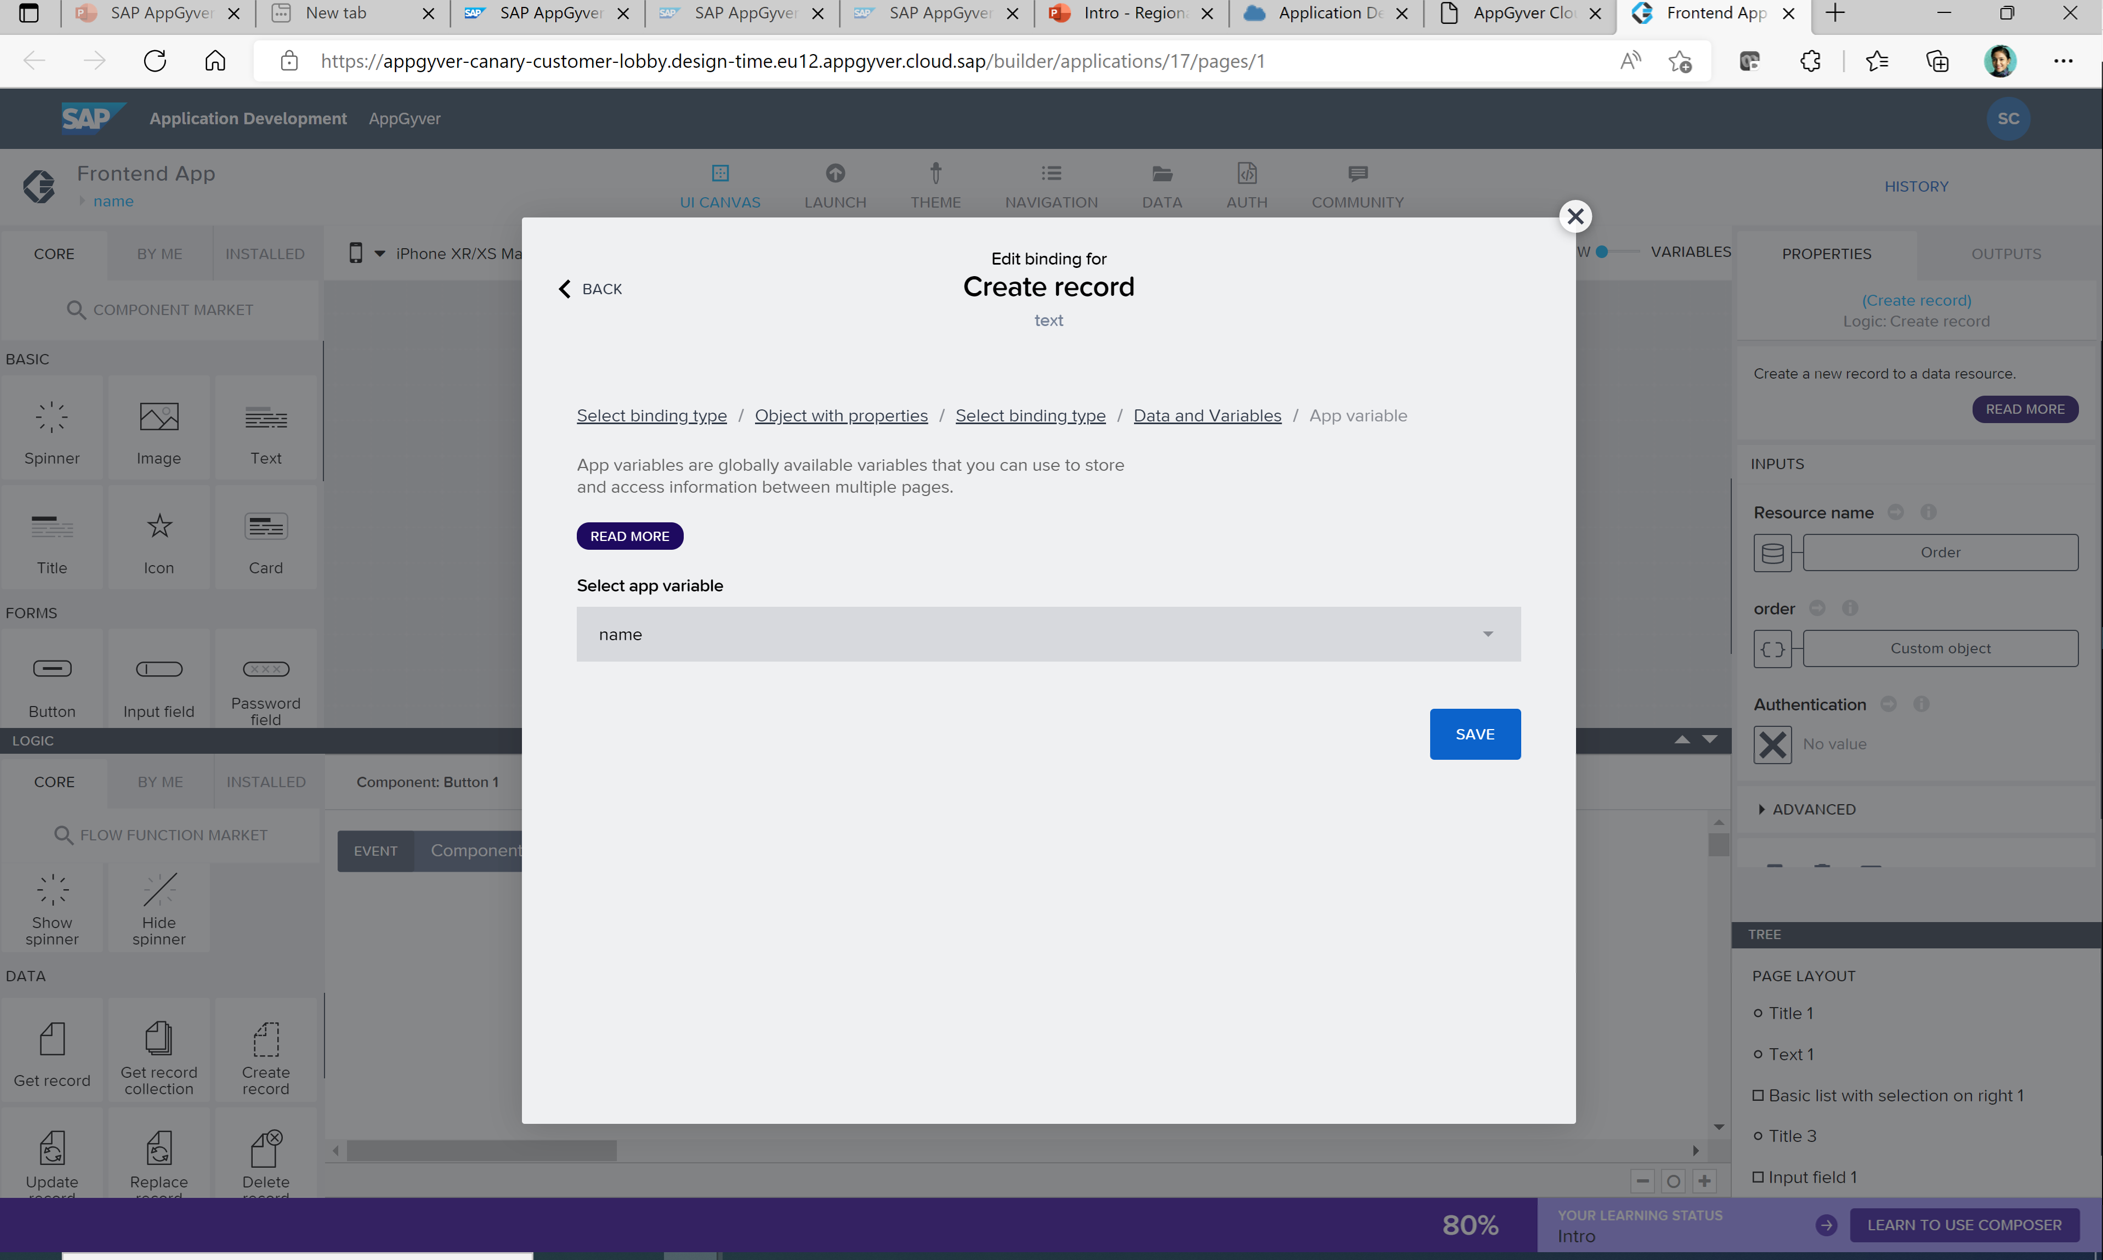 SAP AppGyver
New tab
SAP AppGyver
SAP AppGyver
SAP AppGyver
Intro - Region
Application De
AppGyver Clo
Frontend App
https://appgyver-canary-customer-lobby.design-time.eu12.appgyver.cloud.sap/builder/applications/17/pages/1
SAP Application Development AppGyver
SC
Frontend App
name
UI CANVAS
LAUNCH
THEME
NAVIGATION
DATA
AUTH
COMMUNITY
HISTORY
CORE
BY ME
INSTALLED
iPhone XR/XS Ma
W
VARIABLES
COMPONENT MARKET
BASIC
Spinner
Image
Text
Title
Icon
Card
FORMS
Button
Input field
Password
field
LOGIC
CORE
BY ME
INSTALLED
FLOW FUNCTION MARKET
Show
spinner
Hide
spinner
DATA
Get record
Get record
collection
Create
record
Update
record
Replace
record
Delete
record
Component: Button 1
EVENT
Component
BACK
Edit binding for
Create record
text
Select binding type / Object with properties / Select binding type / Data and Variables / App variable
App variables are globally available variables that you can use to store
and access information between multiple pages.
READ MORE
Select app variable
name
SAVE
PROPERTIES
OUTPUTS
(Create record)
Logic: Create record
Create a new record to a data resource.
READ MORE
INPUTS
Resource name
Order
order
Custom object
Authentication
No value
ADVANCED
TREE
PAGE LAYOUT
Title 1
Text 1
Basic list with selection on right 1
Title 3
Input field 1
80%
YOUR LEARNING STATUS
Intro
LEARN TO USE COMPOSER